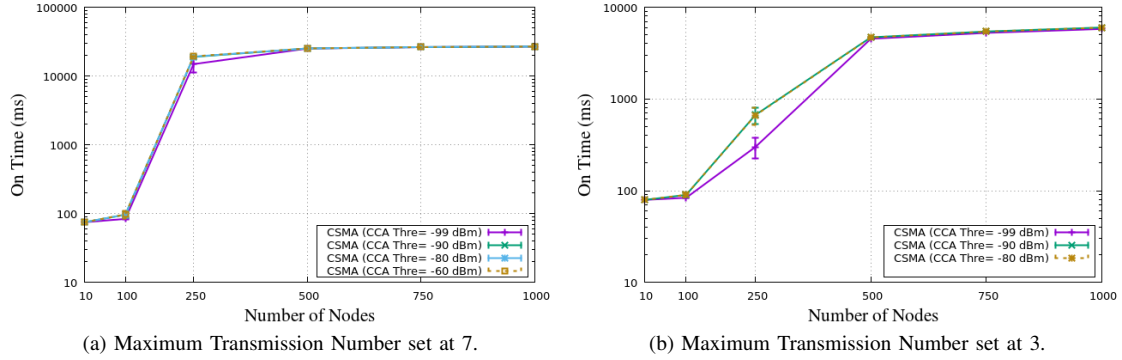 100000
10000
1000
100
10
On Time (ms)
CSMA (CCA Thre= -99 dBm)
CSMA (CCA Thre= -90 dBm)
CSMA (CCA Thre= -80 dBm)
CSMA (CCA Thre= -60 dBm)
10 100 250 500 750 1000
Number of Nodes
(a) Maximum Transmission Number set at 7.
10000
1000
100
10
On Time (ms)
CSMA (CCA Thre= -99 dBm)
CSMA (CCA Thre= -90 dBm)
CSMA (CCA Thre= -80 dBm)
10 100 250 500 750 1000
Number of Nodes
(b) Maximum Transmission Number set at 3.